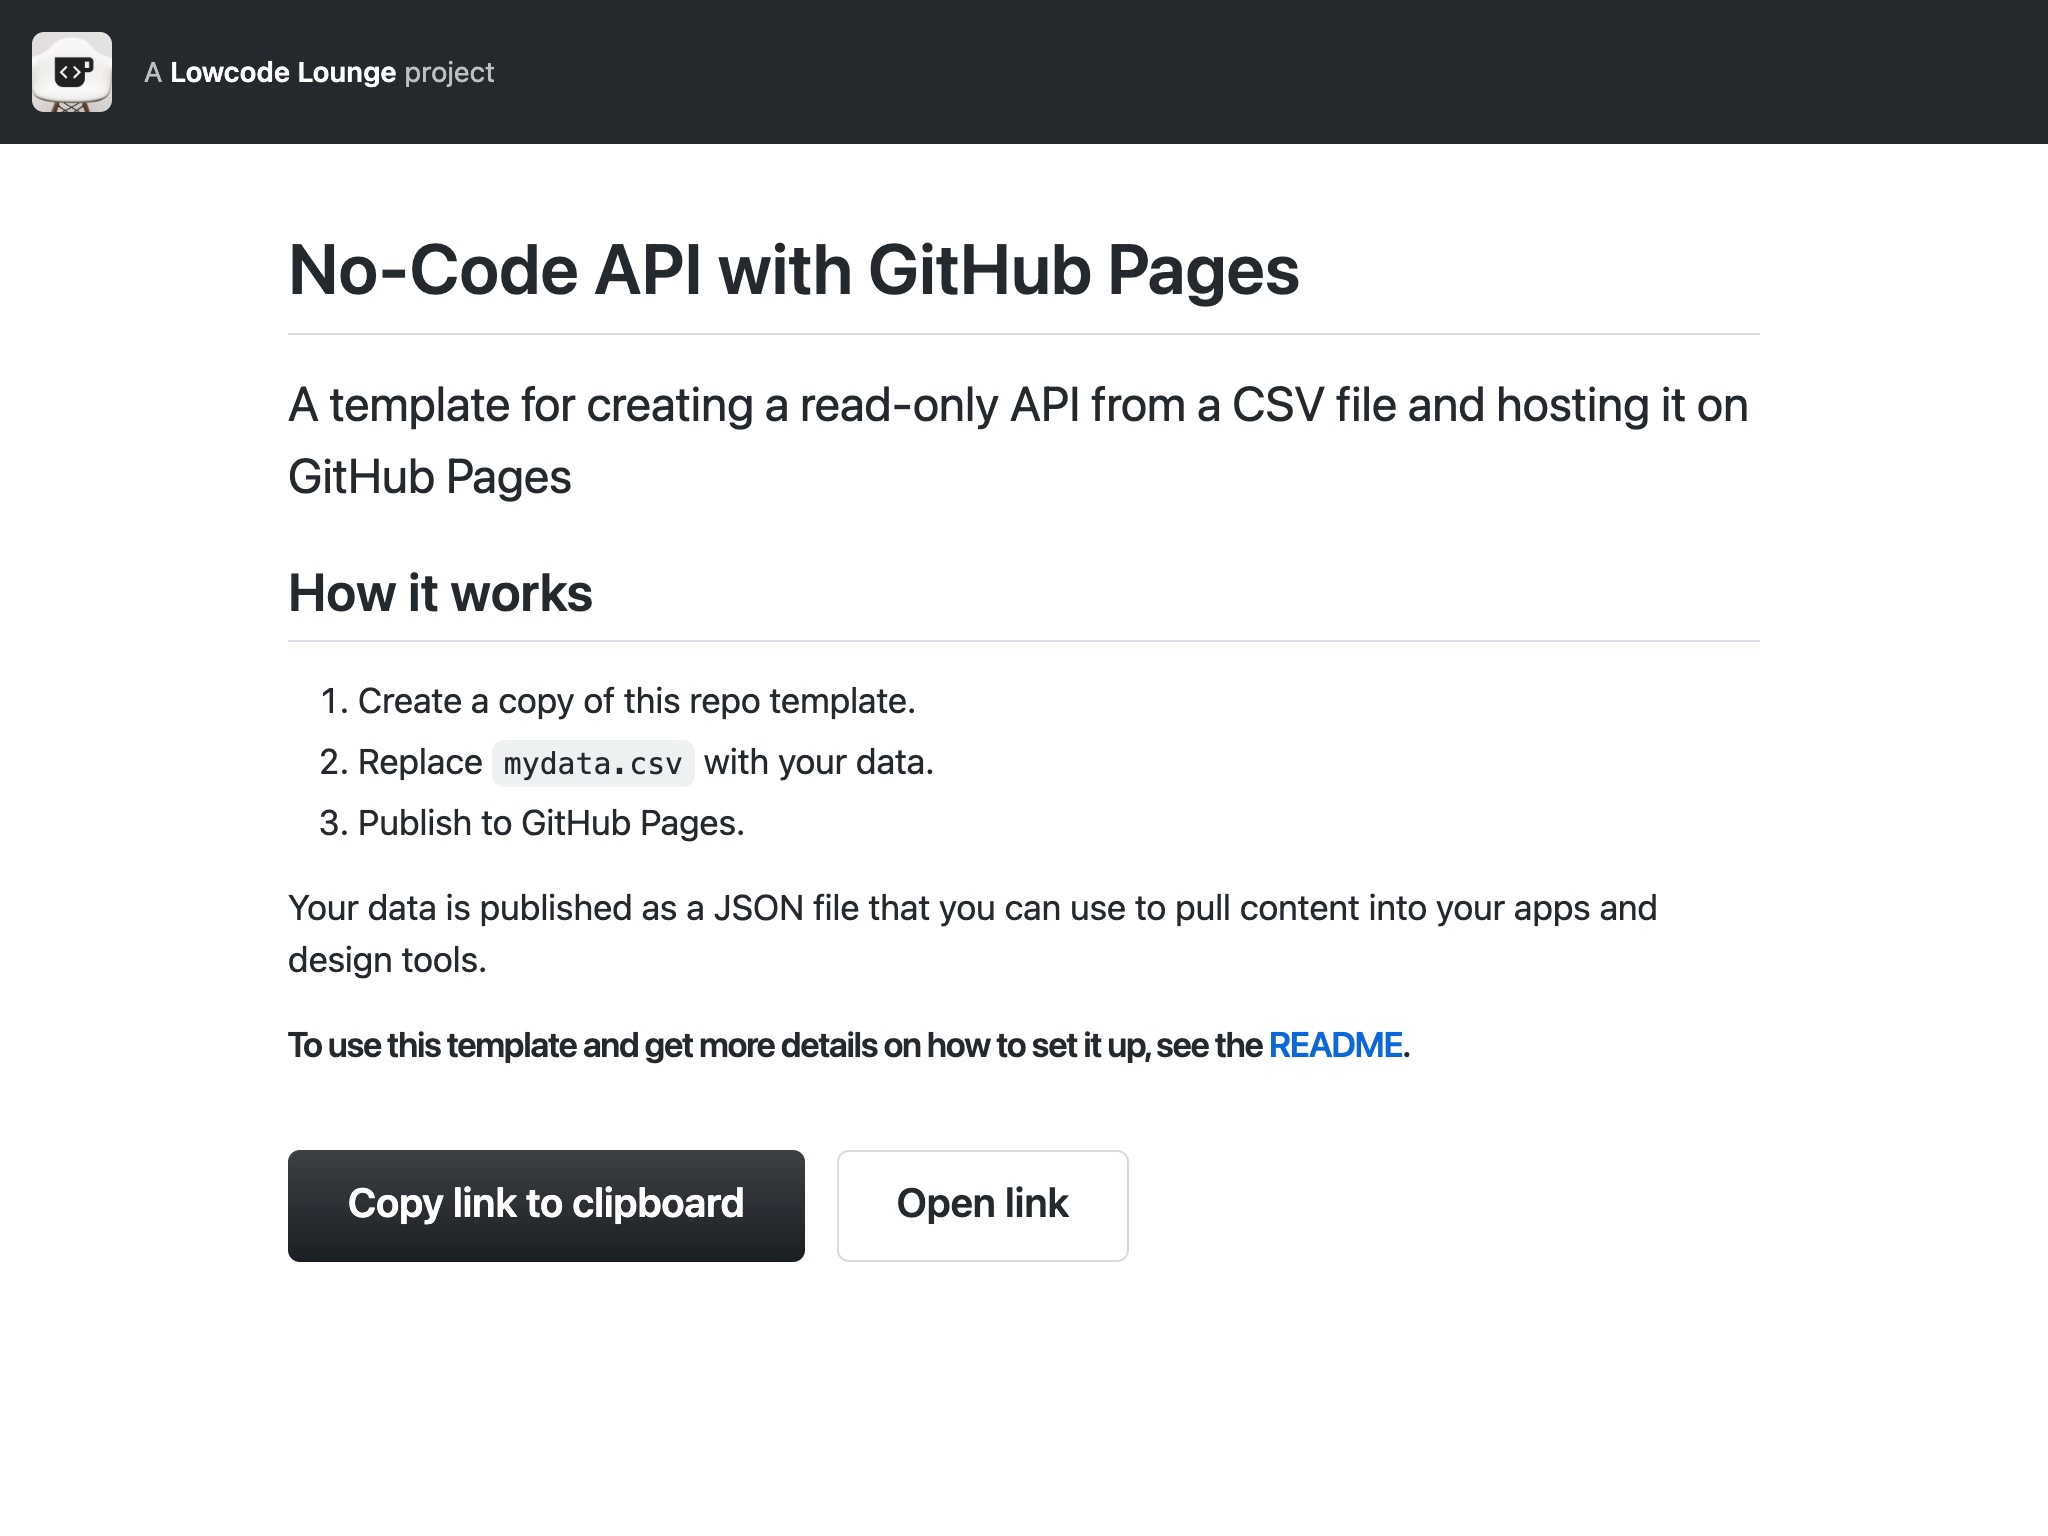 A Lowcode Lounge project
No-Code API with GitHub Pages
A template for creating a read-only API from a CSV file and hosting it on
GitHub Pages
How it works
1. Create a copy of this repo template.
2. Replace mydata.csv with your data.
3. Publish to GitHub Pages.
Your data is published as a JSON file that you can use to pull content into your apps and
design tools.
To use this template and get more details on how to set it up, see the README.
Copy link to clipboard
Open link